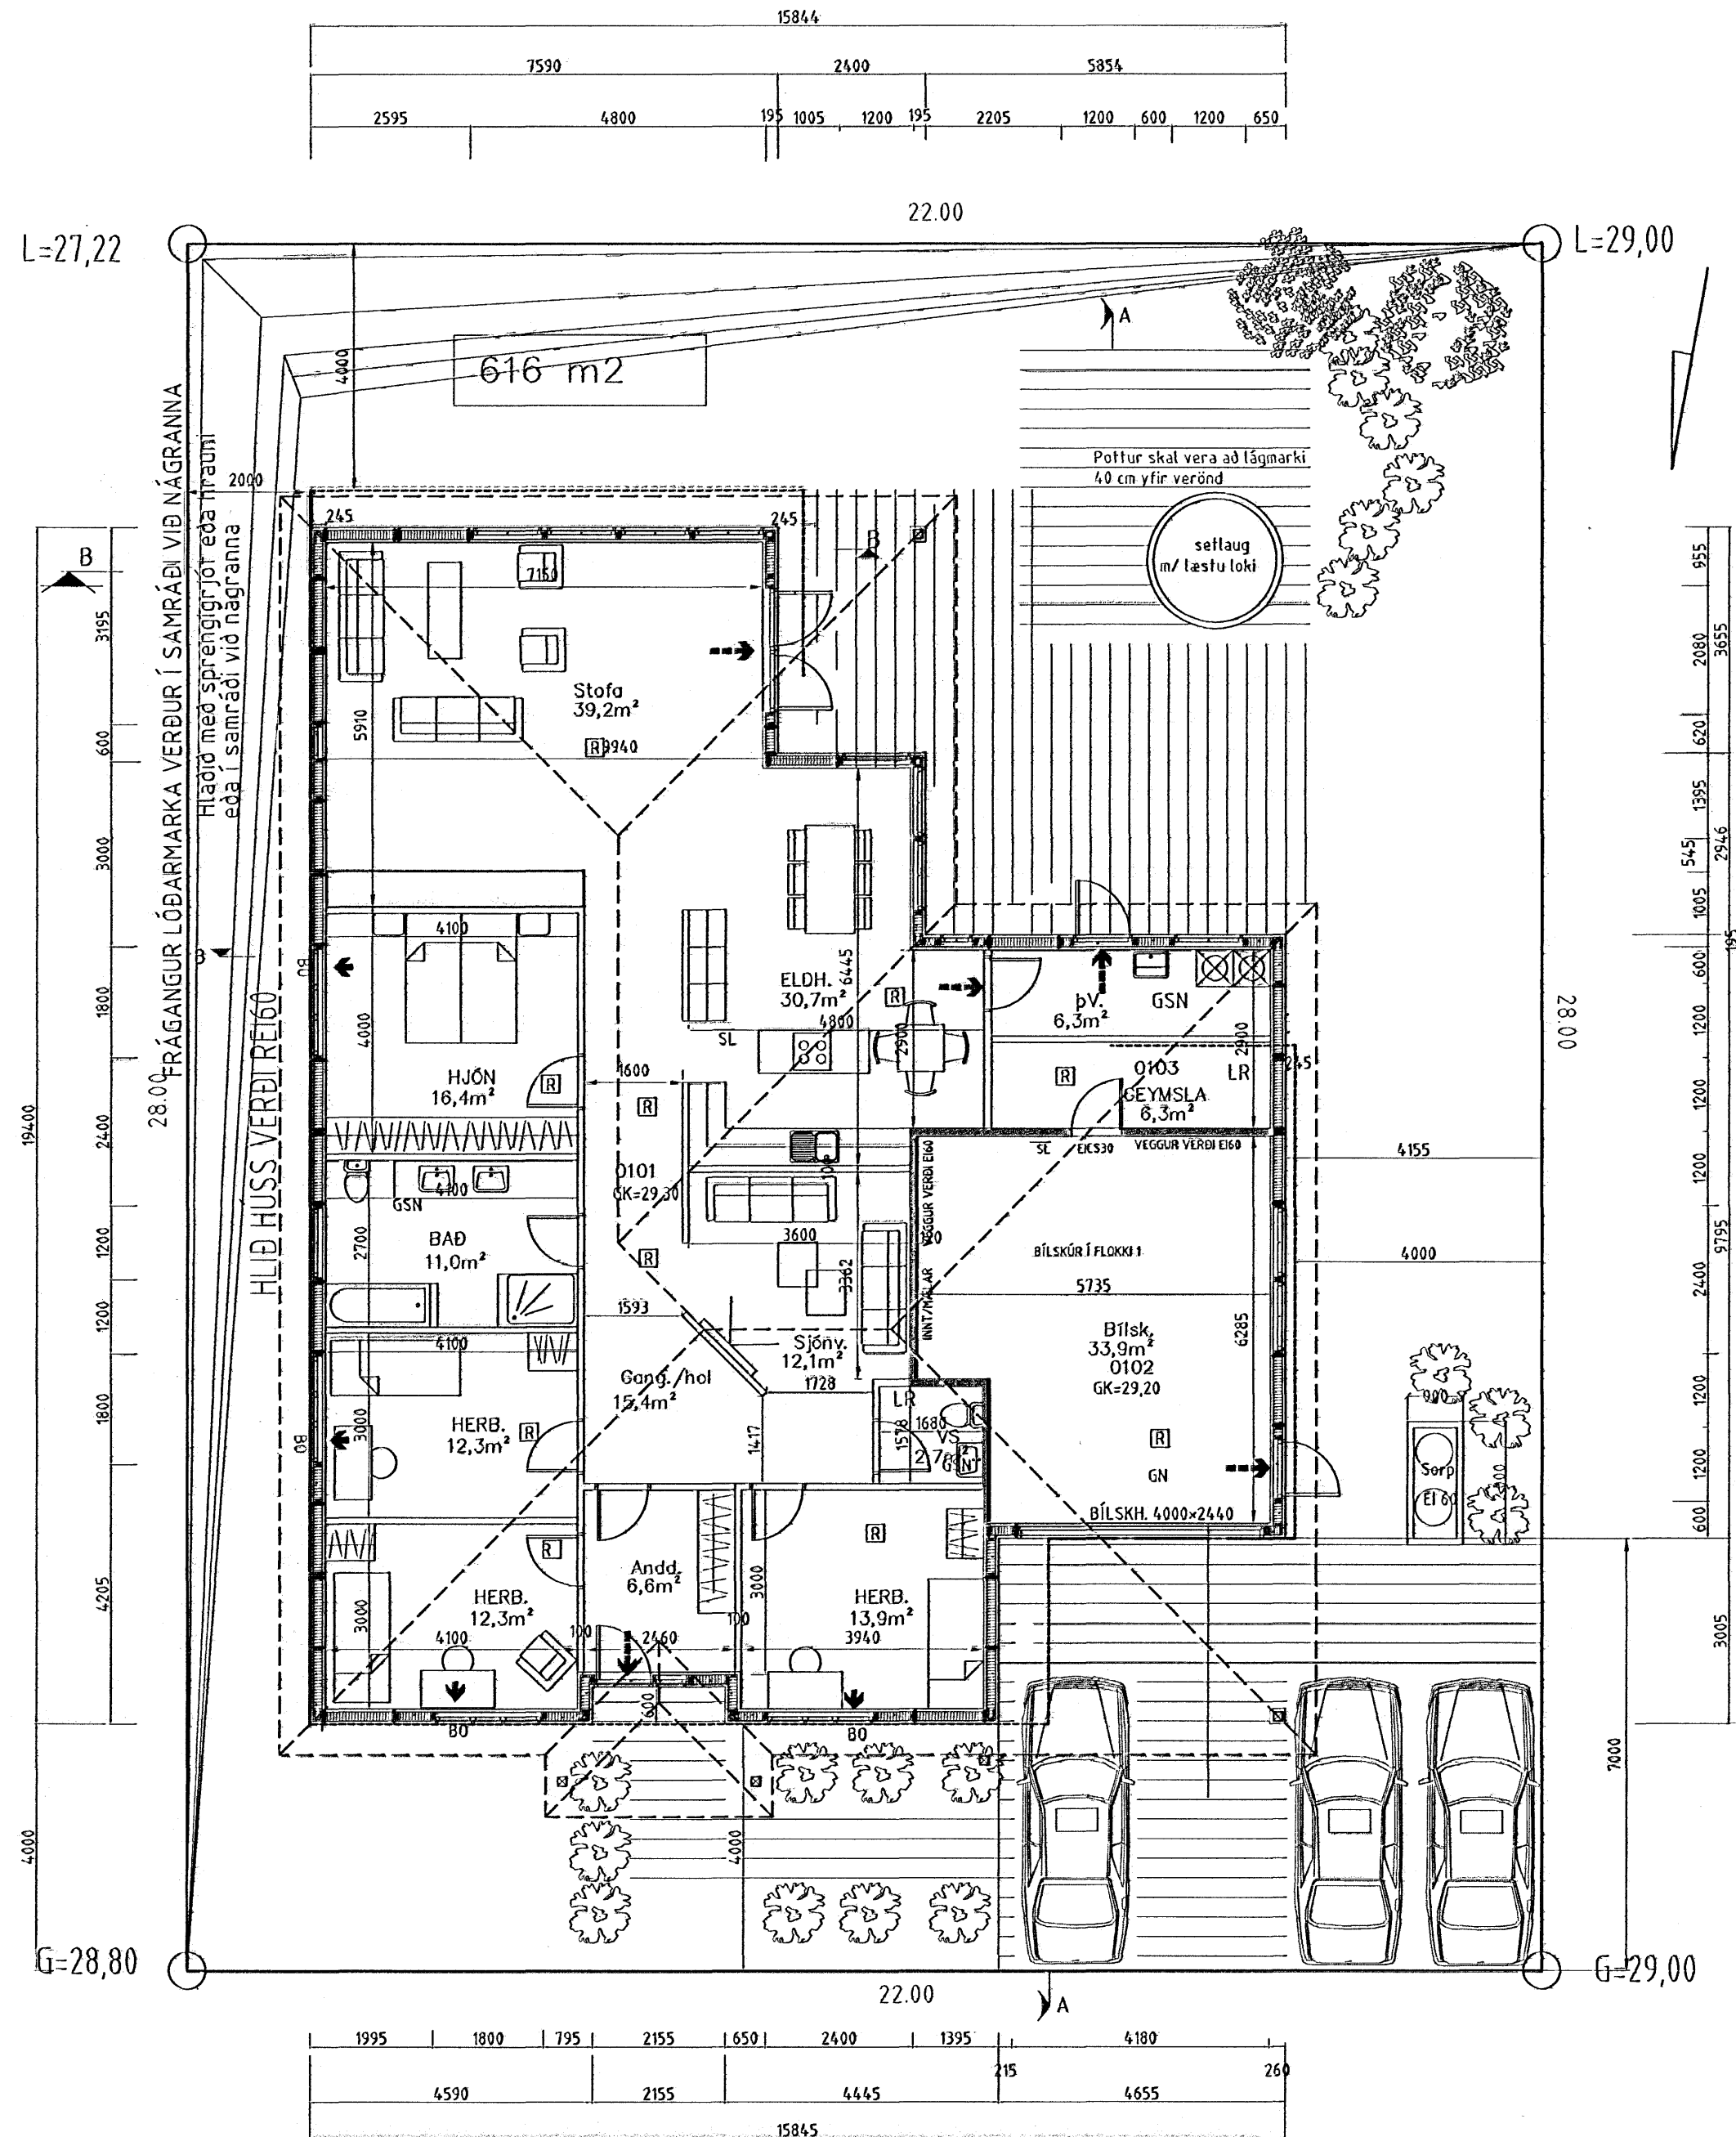 15844
7590 2400 5854
2595 4800 195 1005 1200 195 2205 1200 600 1200 650
22.00
L=27,22
L=29,00
A
616 m2
4000
FRÁGANGUR LÓÐARMARKA VERÐUR Í SAMRÁÐI VIÐ NÁGRANNA
Hlaðið með sprengigrjót eða hrauni
eða í samráði við nágranna
HLIÐ HÚSS VERÐI REI60
2000
Pottur skal vera að lágmarki
40 cm yfir verönd
setlaug
m/ læstu loki
245
245
B
B
B
7150
Stofa
39,2m²
R
9940
5910
4100
BO
4000
HJÓN
16,4m²
R
ELDH.
30,7m²
6445
R
4800
SL
2900
1600
R
ÞV.
6,3m²
GSN
2900
R
0103
GEYMSLA
6,3m²
LR
245
SL
EICS30
VEGGUR VERÐI EI60
VEGGUR VERÐI EI60
INNT/MÆLAR
0101
GK=29,30
GSN
4100
BAÐ
11,0m²
2700
3600
120
R
3362
Sjónv.
12,1m²
1728
1593
Gang./hol
15,4m²
1417
BÍLSKÚR Í FLOKKI 1
5735
6285
Bílsk.
33,9m²
0102
GK=29,20
R
GN
BÍLSKH. 4000x2440
LR
1680
1578
VS
GSN
4100
3000
HERB.
12,3m²
R
BO
R
HERB.
12,3m²
3000
4100
100
Andd.
6,6m²
2460
100
600
3000
R
HERB.
13,9m²
3940
BO
BO
4155
4000
900
Sorp
EI 60
28.00
28.00
19400
4000
3195
600
3000
1800
2400
1200
1200
1800
4205
955
2080
620
1395
545
1005
600
1200
1200
1200
2400
1200
1200
600
3655
2946
195
9795
3005
7000
4000
G=28,80
G=29,00
22.00
A
1995 1800 795 2155 650 2400 1395 4180
215 260
4590 2155 4445 4655
15845